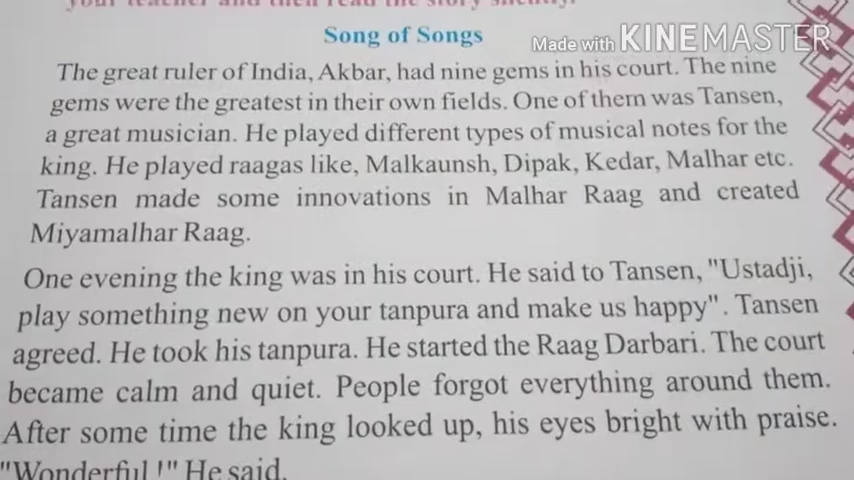 your teacher and then read the story silently.
Song of Songs
Made with KINEMASTER
The great ruler of India, Akbar, had nine gems in his court. The nine
gems were the greatest in their own fields. One of them was Tansen,
a great musician. He played different types of musical notes for the
king. He played raagas like, Malkaunsh, Dipak, Kedar, Malhar etc.
Tansen made some innovations in Malhar Raag and created
Miyamalhar Raag.
One evening the king was in his court. He said to Tansen, "Ustadji,
play something new on your tanpura and make us happy". Tansen
agreed. He took his tanpura. He started the Raag Darbari. The court
became calm and quiet. People forgot everything around them.
After some time the king looked up, his eyes bright with praise.
"Wonderful !" He said.